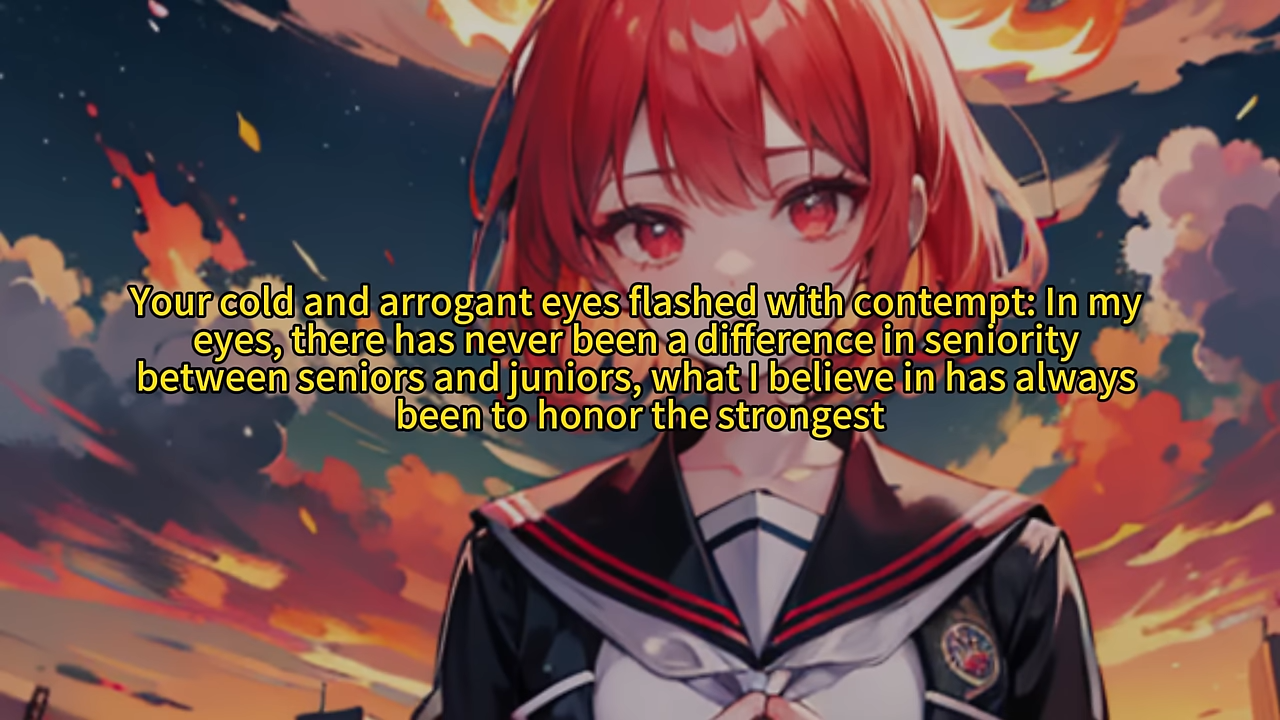 Your cold and arrogant eyes flashed with contempt: In my
eyes, there has never been a difference in seniority
between seniors and juniors, what I believe in has always
been to honor the strongest